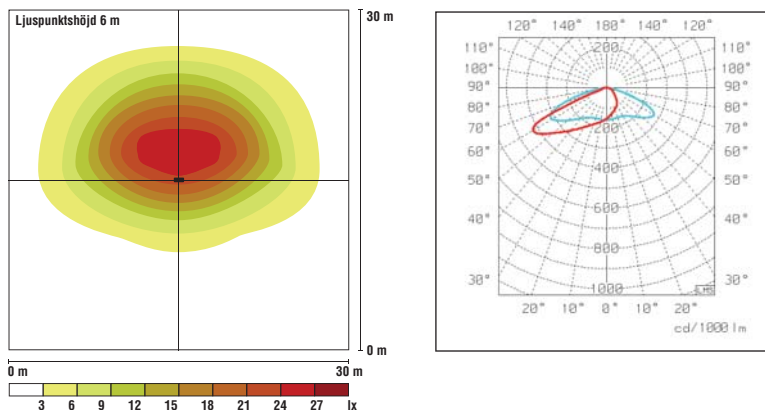 Ljuspunktshöjd 6 m
30 m
0 m
0 m
30 m
3 6 9 12 15 18 21 24 27 lx
120° 140° 180° 140° 120°
110° 200 110°
100° 100°
90° 90°
80° 80°
70° 200 70°
60° 60°
50° 50°
40° 600 40°
800
30° 1000 30°
20° 10° 0° 10° 20°
cd/1000 lm